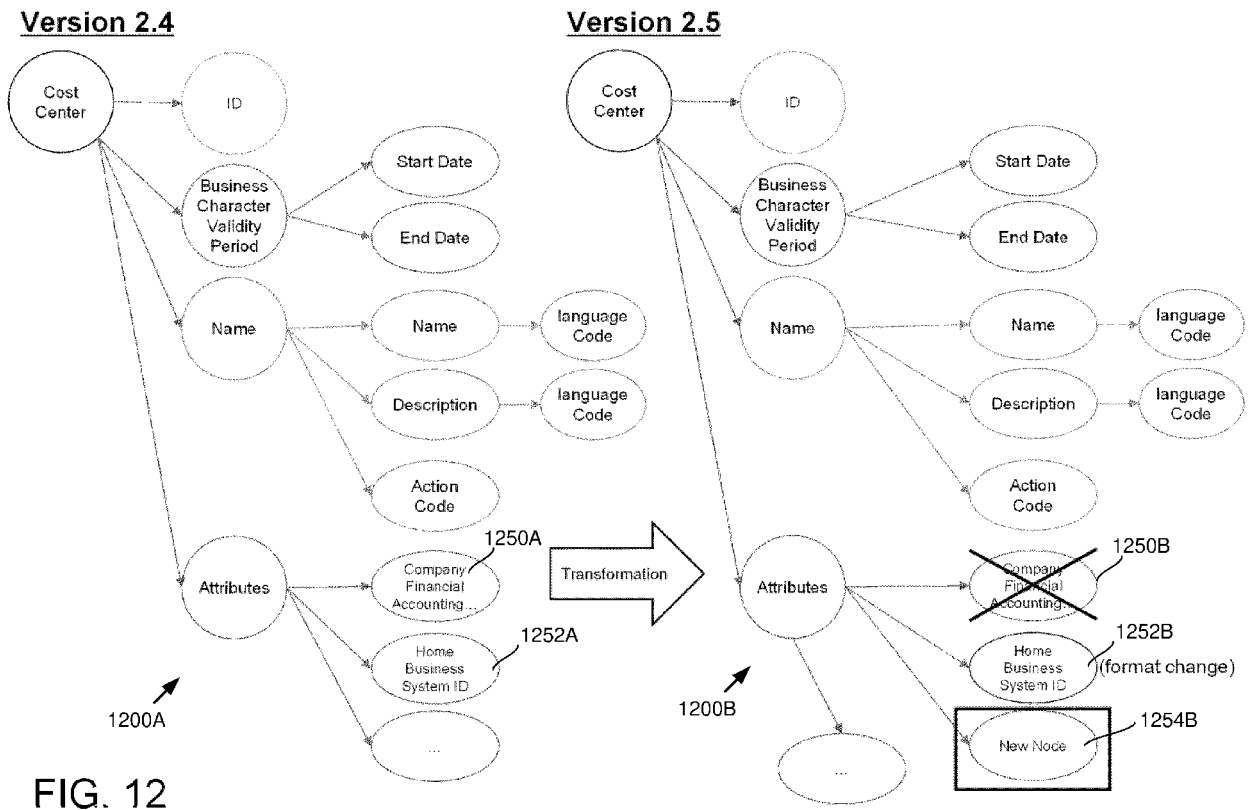 Version 2.4
Cost
Center
ID
Business
Character
Validity
Period
Start Date
End Date
Name
Name
language
Code
Description
language
Code
Action
Code
Attributes
1250A
Company
Financial
Accounting...
1252A
Home
Business
System ID
...
1200A
Transformation
Version 2.5
Cost
Center
ID
Business
Character
Validity
Period
Start Date
End Date
Name
Name
language
Code
Description
language
Code
Action
Code
Attributes
1250B
Company
Financial
Accounting...
1252B
Home
Business
System ID
(format change)
1254B
New Node
...
1200B
FIG. 12